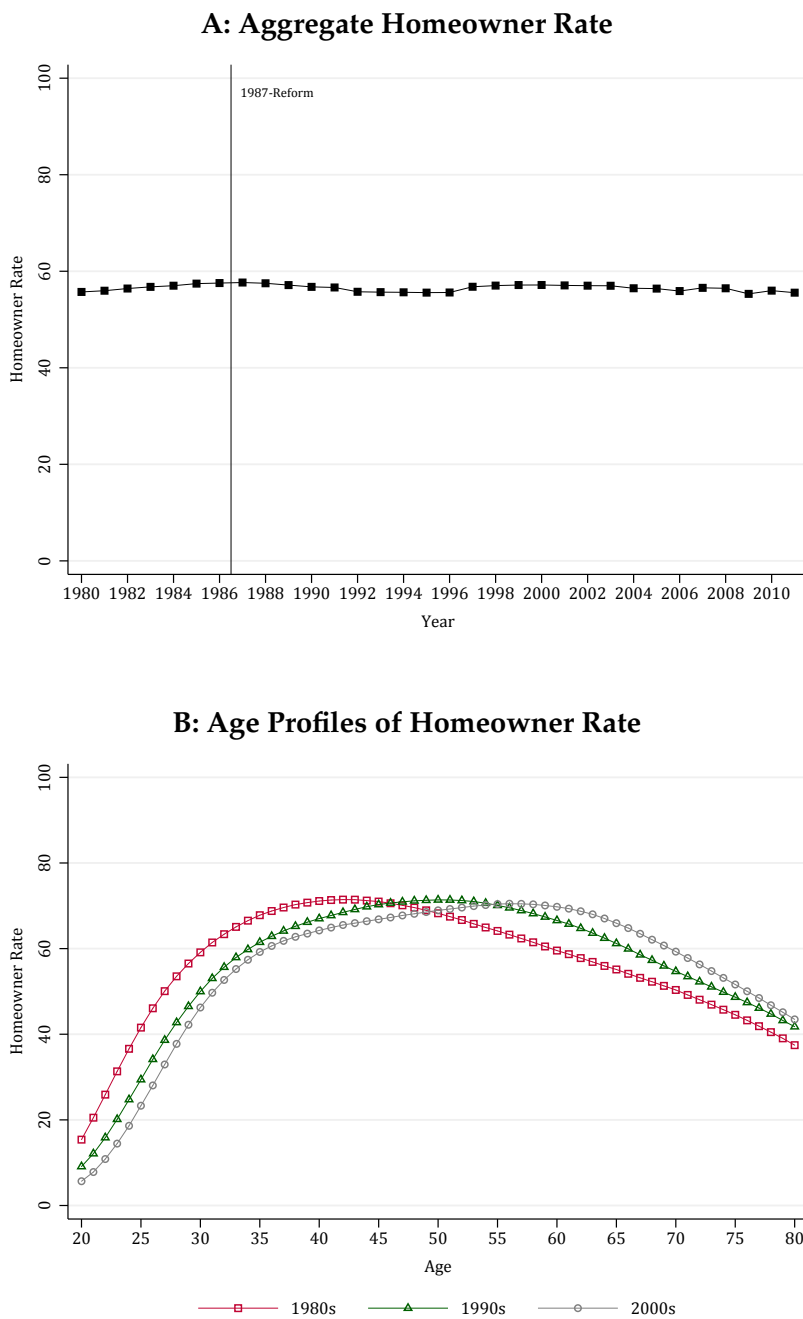 A: Aggregate Homeowner Rate
100
1987-Reform
80
60
40
20
0
Homeowner Rate
1980 1982 1984 1986 1988 1990 1992 1994 1996 1998 2000 2002 2004 2006 2008 2010
Year
B: Age Profiles of Homeowner Rate
100
80
60
40
20
0
Homeowner Rate
20 25 30 35 40 45 50 55 60 65 70 75 80
Age
1980s 1990s 2000s